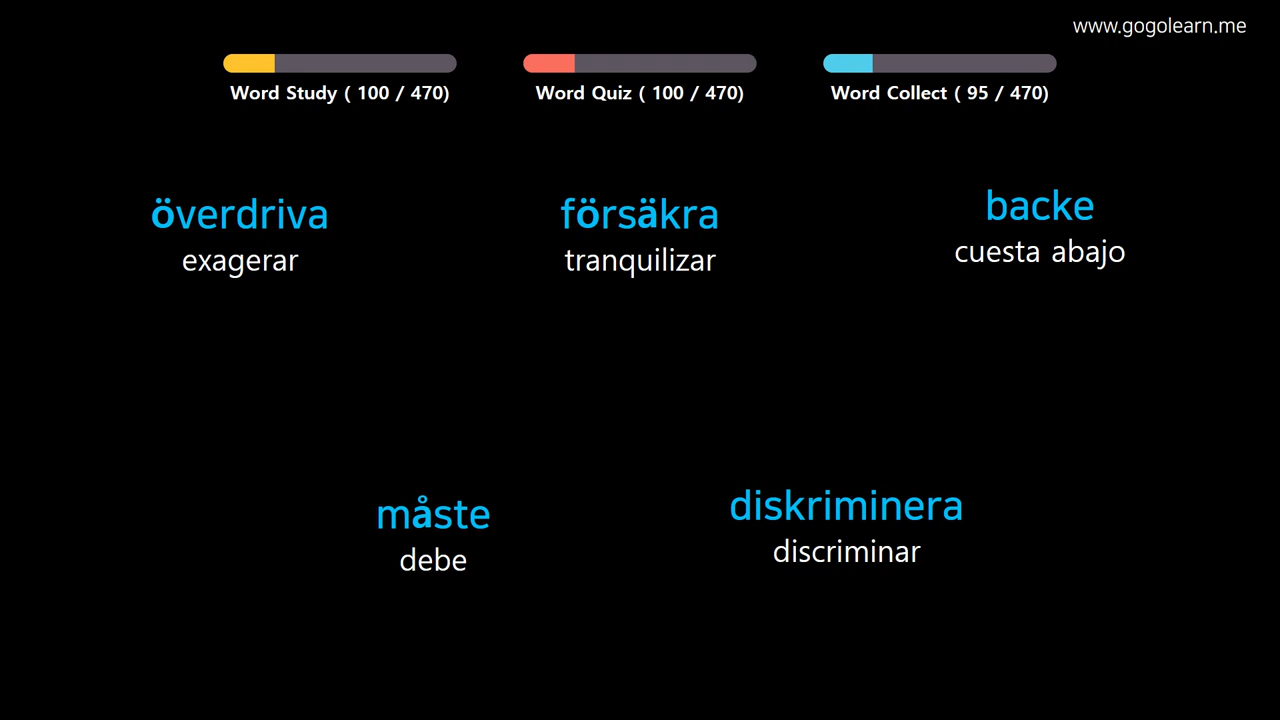 www.gogolearn.me
Word Study ( 100 / 470)
Word Quiz ( 100 / 470)
Word Collect ( 95 / 470)
överdriva
exagerar
försäkra
tranquilizar
backe
cuesta abajo
måste
debe
diskriminera
discriminar